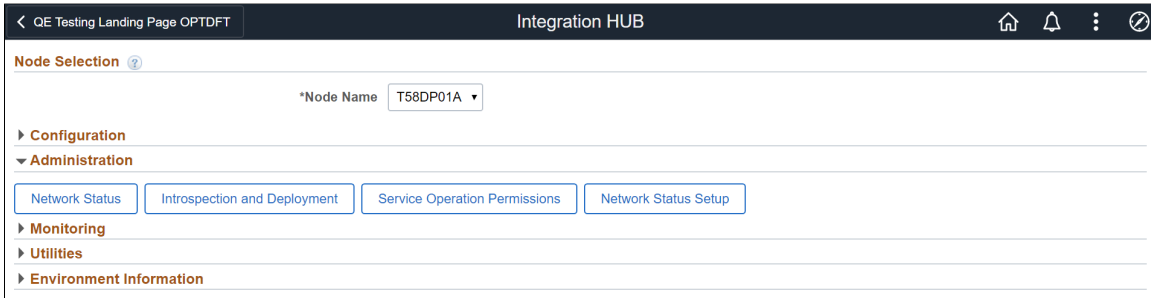 QE Testing Landing Page OPTDFT
Integration HUB
Node Selection ?
*Node Name T58DP01A
Configuration
Administration
Network Status Introspection and Deployment Service Operation Permissions Network Status Setup
Monitoring
Utilities
Environment Information